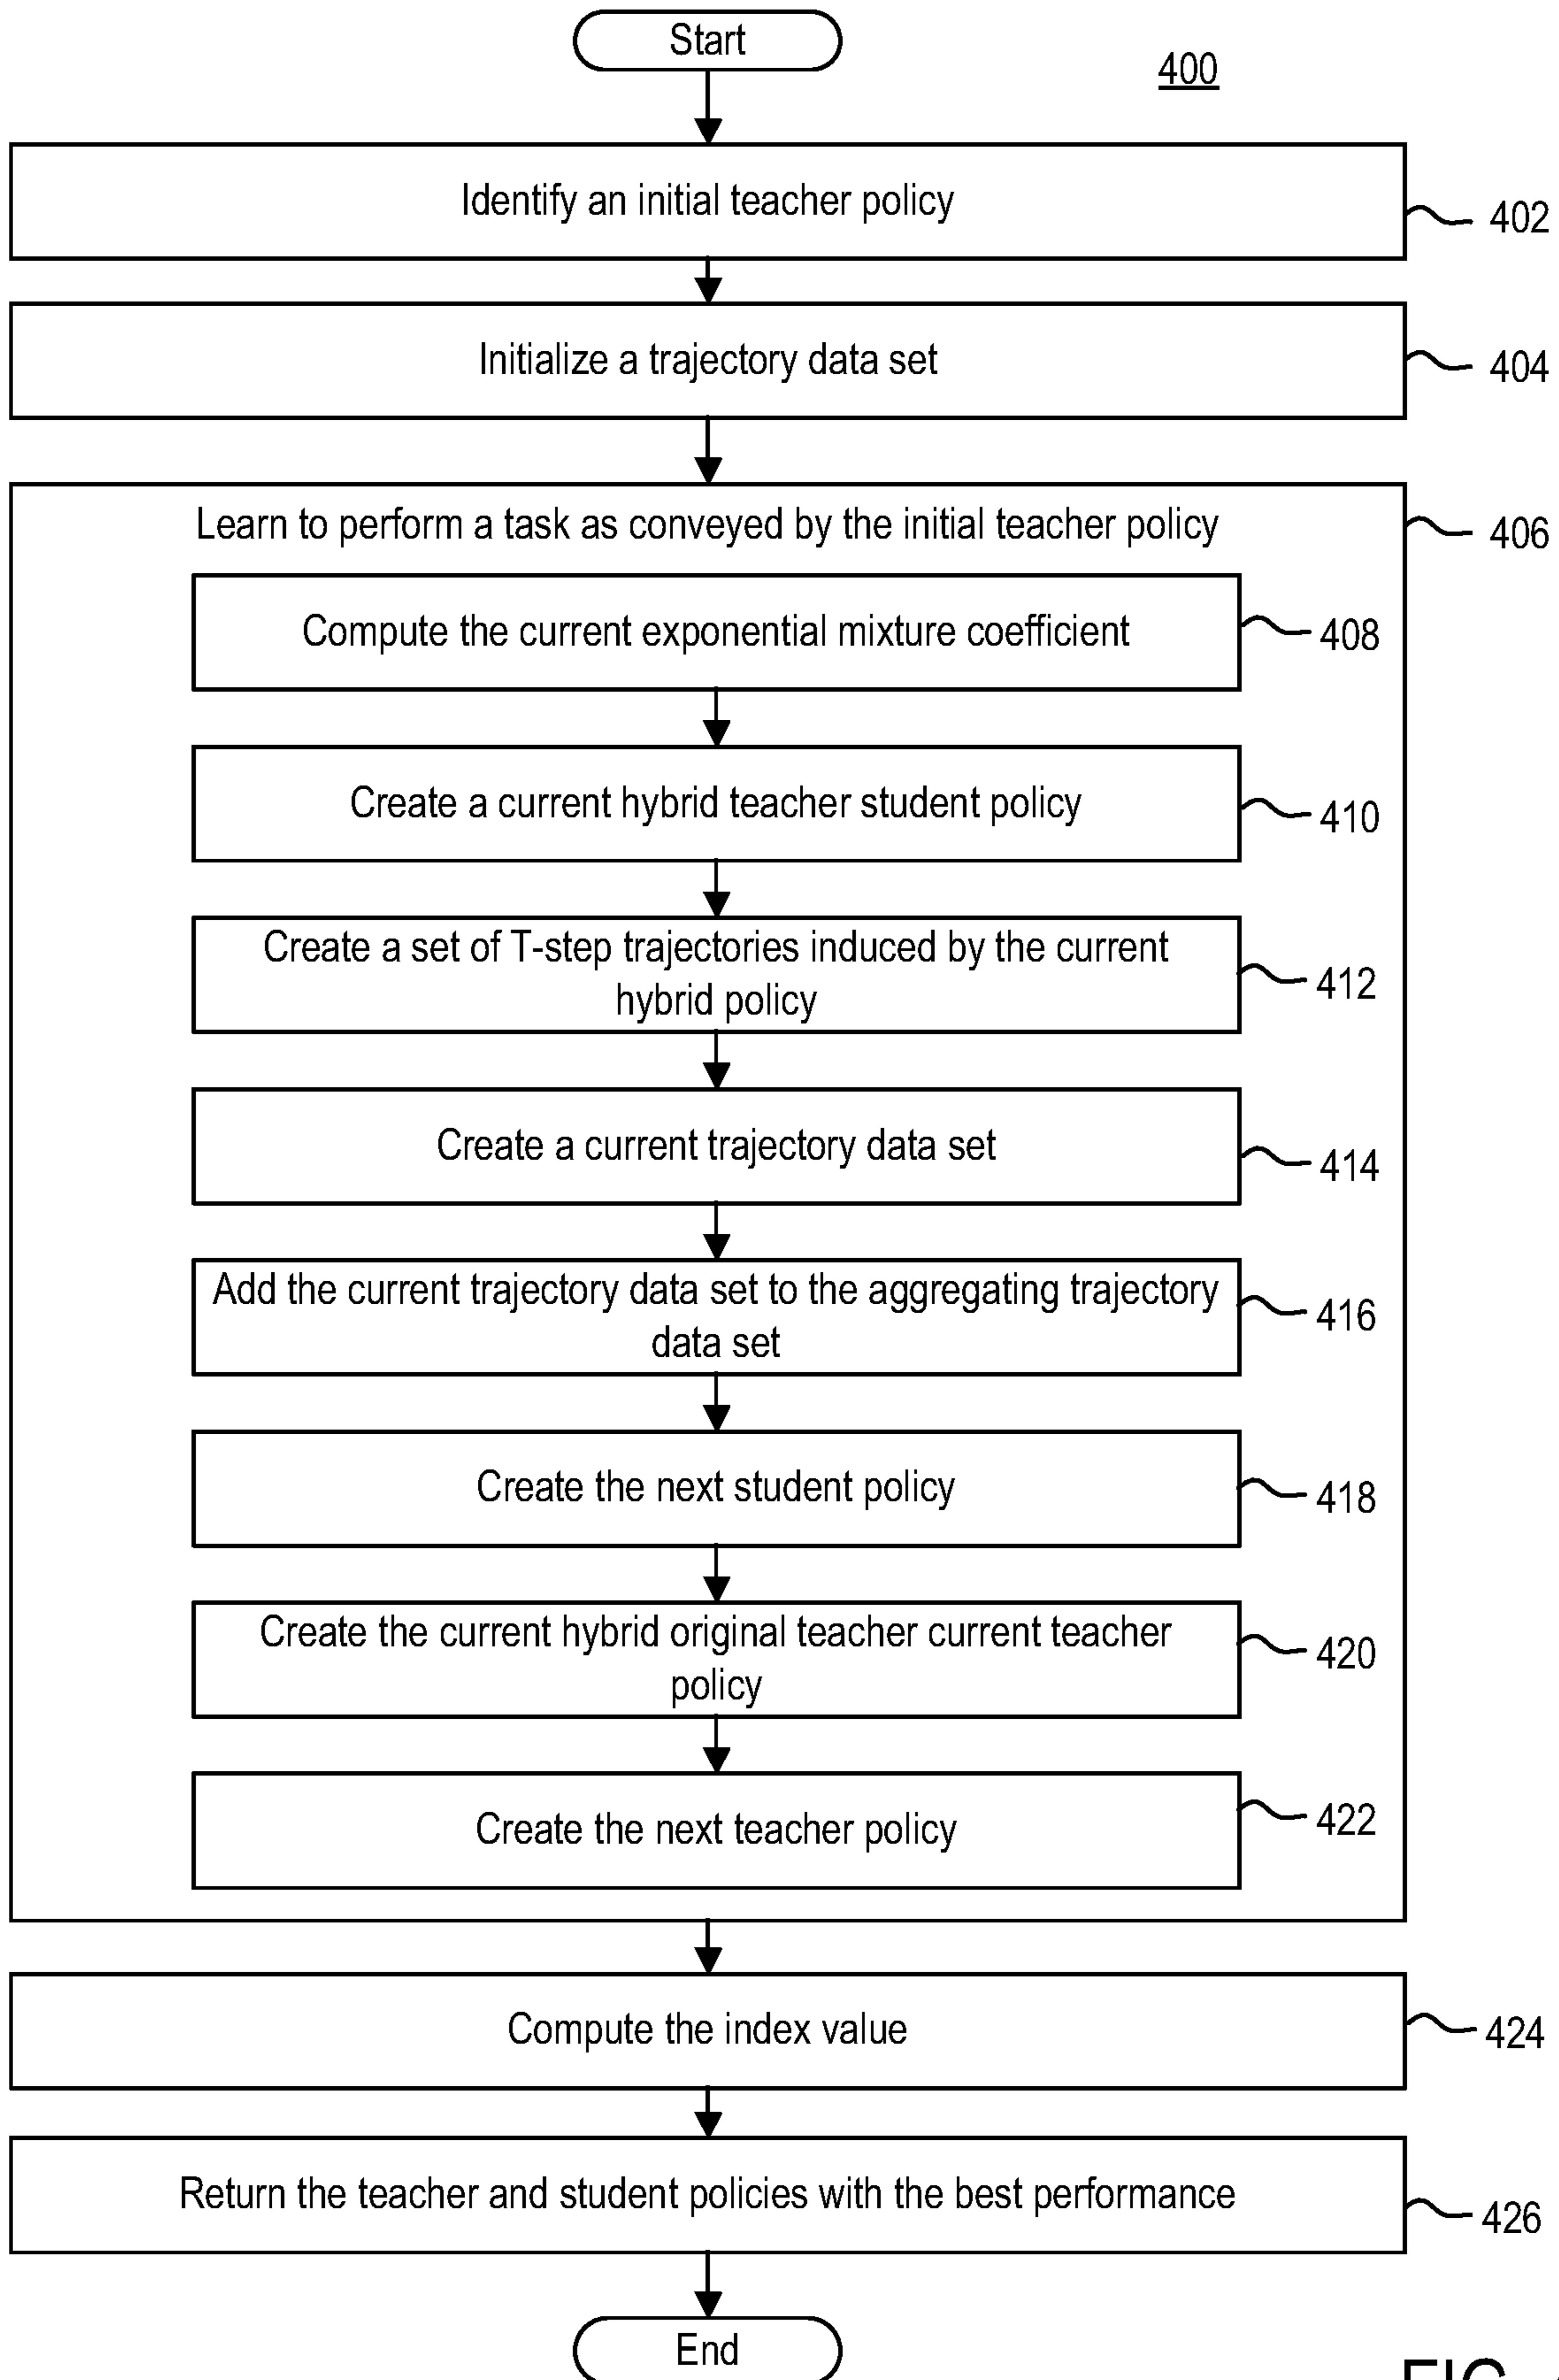 Start
400
Identify an initial teacher policy
402
Initialize a trajectory data set
404
Learn to perform a task as conveyed by the initial teacher policy
406
Compute the current exponential mixture coefficient
408
Create a current hybrid teacher student policy
410
Create a set of T-step trajectories induced by the current
hybrid policy
412
Create a current trajectory data set
414
Add the current trajectory data set to the aggregating trajectory
data set
416
Create the next student policy
418
Create the current hybrid original teacher current teacher
policy
420
Create the next teacher policy
422
Compute the index value
424
Return the teacher and student policies with the best performance
426
End